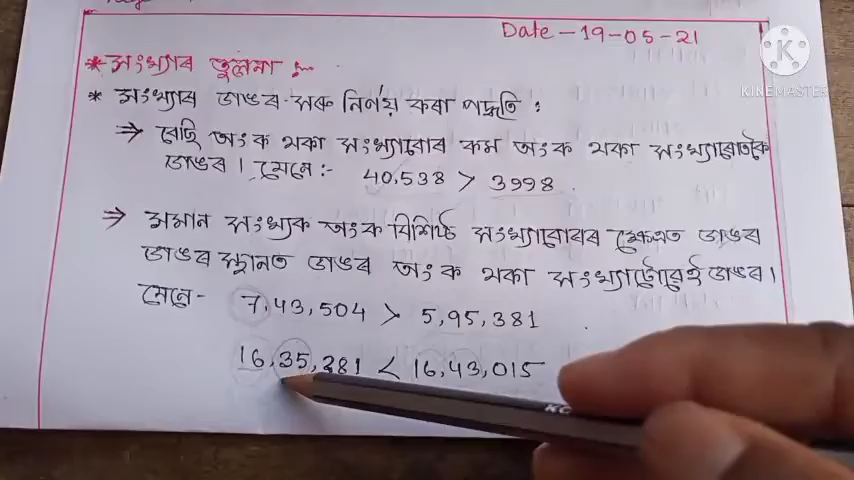 Date - 19-05-21
KINEMASTER
* সংখ্যাৰ তুলনা :-
* সংখ্যাৰ ডাঙৰ-সৰু নিৰ্ণয় কৰা পদ্ধতি :
⇒ বেছি অংক থকা সংখ্যাবোৰ কম অংক থকা সংখ্যাবোতকৈ
ডাঙৰ। যেনে:- 40,538 > 3998
⇒ সমান সংখ্যক অংক বিশিষ্ট সংখ্যাবোৰৰ ক্ষেত্ৰত ডাঙৰ
ডাঙৰ স্থানত ডাঙৰ অংক থকা সংখ্যাটোৱেই ডাঙৰ।
যেনে- 7,43,504 > 5,95,381
16,35,281 < 16,43,015